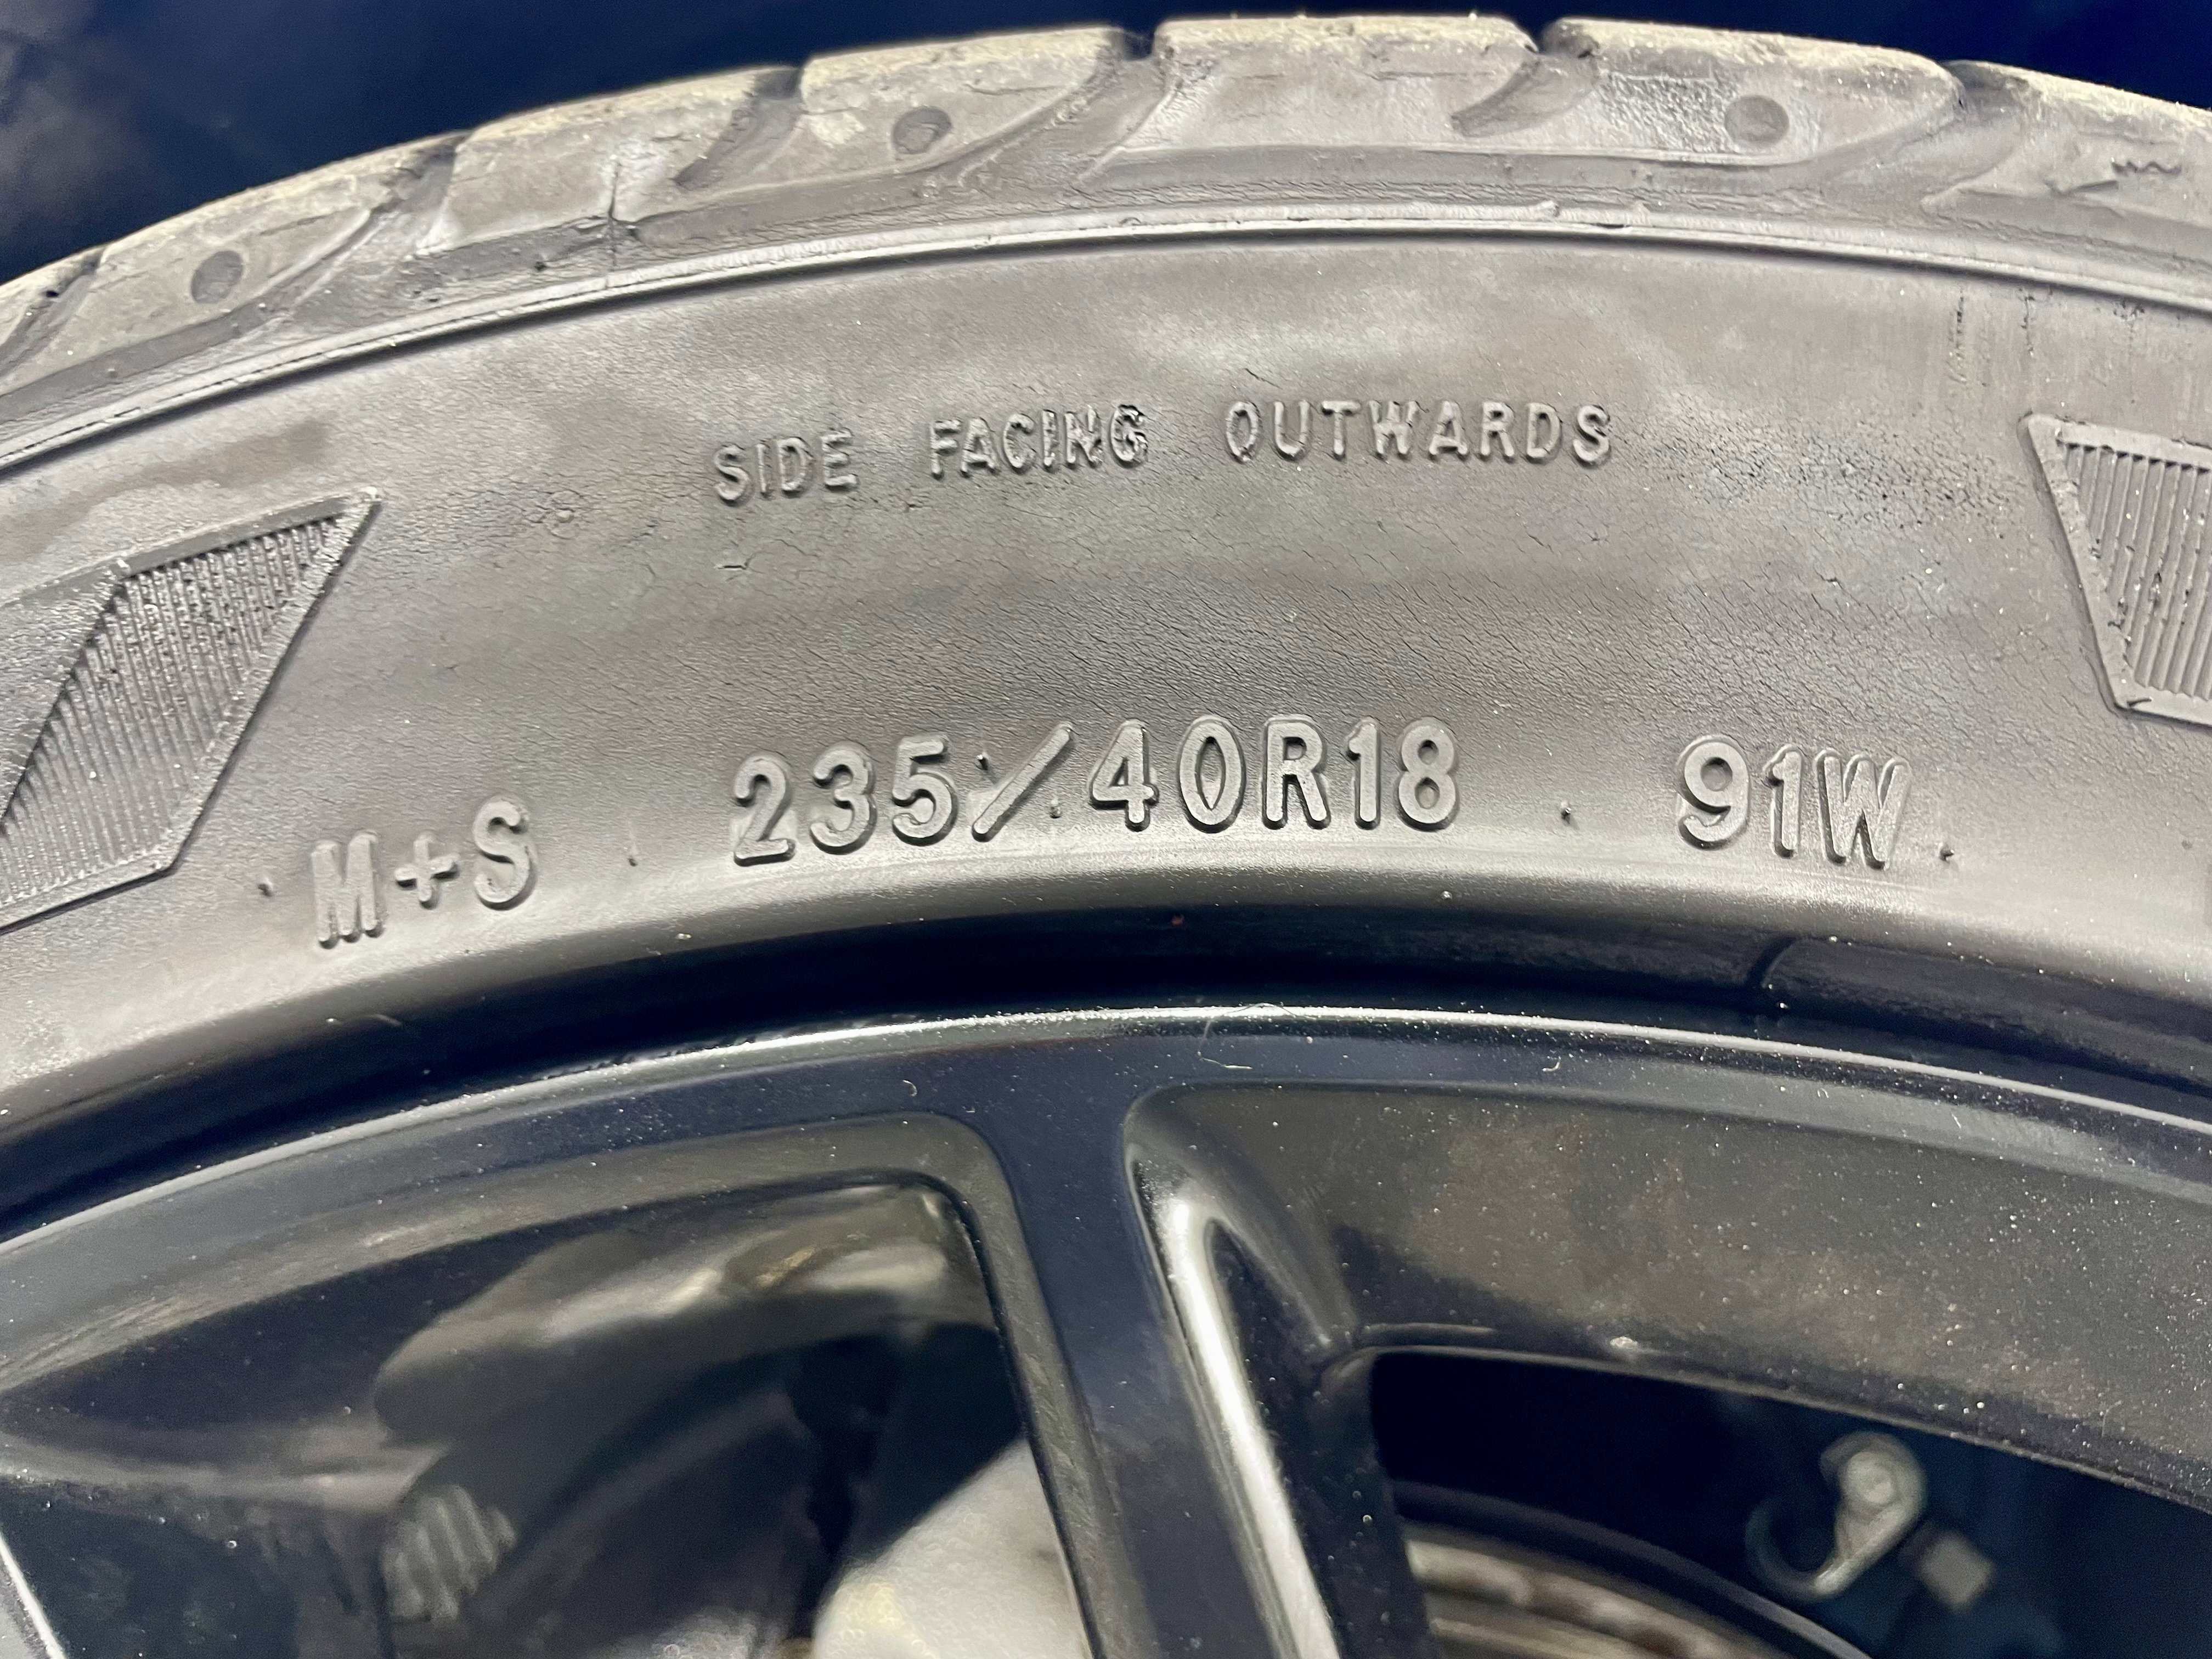 SIDE FACING OUTWARDS
M+S 235/40R18 91W